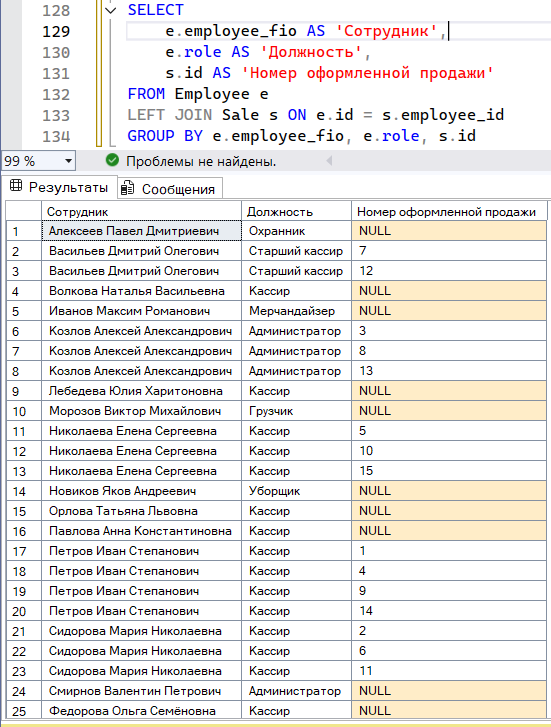 128 SELECT
129 e.employee_fio AS 'Сотрудник',
130 e.role AS 'Должность',
131 s.id AS 'Номер оформленной продажи'
132 FROM Employee e
133 LEFT JOIN Sale s ON e.id = s.employee_id
134 GROUP BY e.employee_fio, e.role, s.id
99 % Проблемы не найдены.
Результаты Сообщения
Сотрудник Должность Номер оформленной продажи
1 Алексеев Павел Дмитриевич Охранник NULL
2 Васильев Дмитрий Олегович Старший кассир 7
3 Васильев Дмитрий Олегович Старший кассир 12
4 Волкова Наталья Васильевна Кассир NULL
5 Иванов Максим Романович Мерчандайзер NULL
6 Козлов Алексей Александрович Администратор 3
7 Козлов Алексей Александрович Администратор 8
8 Козлов Алексей Александрович Администратор 13
9 Лебедева Юлия Харитоновна Кассир NULL
10 Морозов Виктор Михайлович Грузчик NULL
11 Николаева Елена Сергеевна Кассир 5
12 Николаева Елена Сергеевна Кассир 10
13 Николаева Елена Сергеевна Кассир 15
14 Новиков Яков Андреевич Уборщик NULL
15 Орлова Татьяна Львовна Кассир NULL
16 Павлова Анна Константиновна Кассир NULL
17 Петров Иван Степанович Кассир 1
18 Петров Иван Степанович Кассир 4
19 Петров Иван Степанович Кассир 9
20 Петров Иван Степанович Кассир 14
21 Сидорова Мария Николаевна Кассир 2
22 Сидорова Мария Николаевна Кассир 6
23 Сидорова Мария Николаевна Кассир 11
24 Смирнов Валентин Петрович Администратор NULL
25 Федорова Ольга Семёновна Кассир NULL